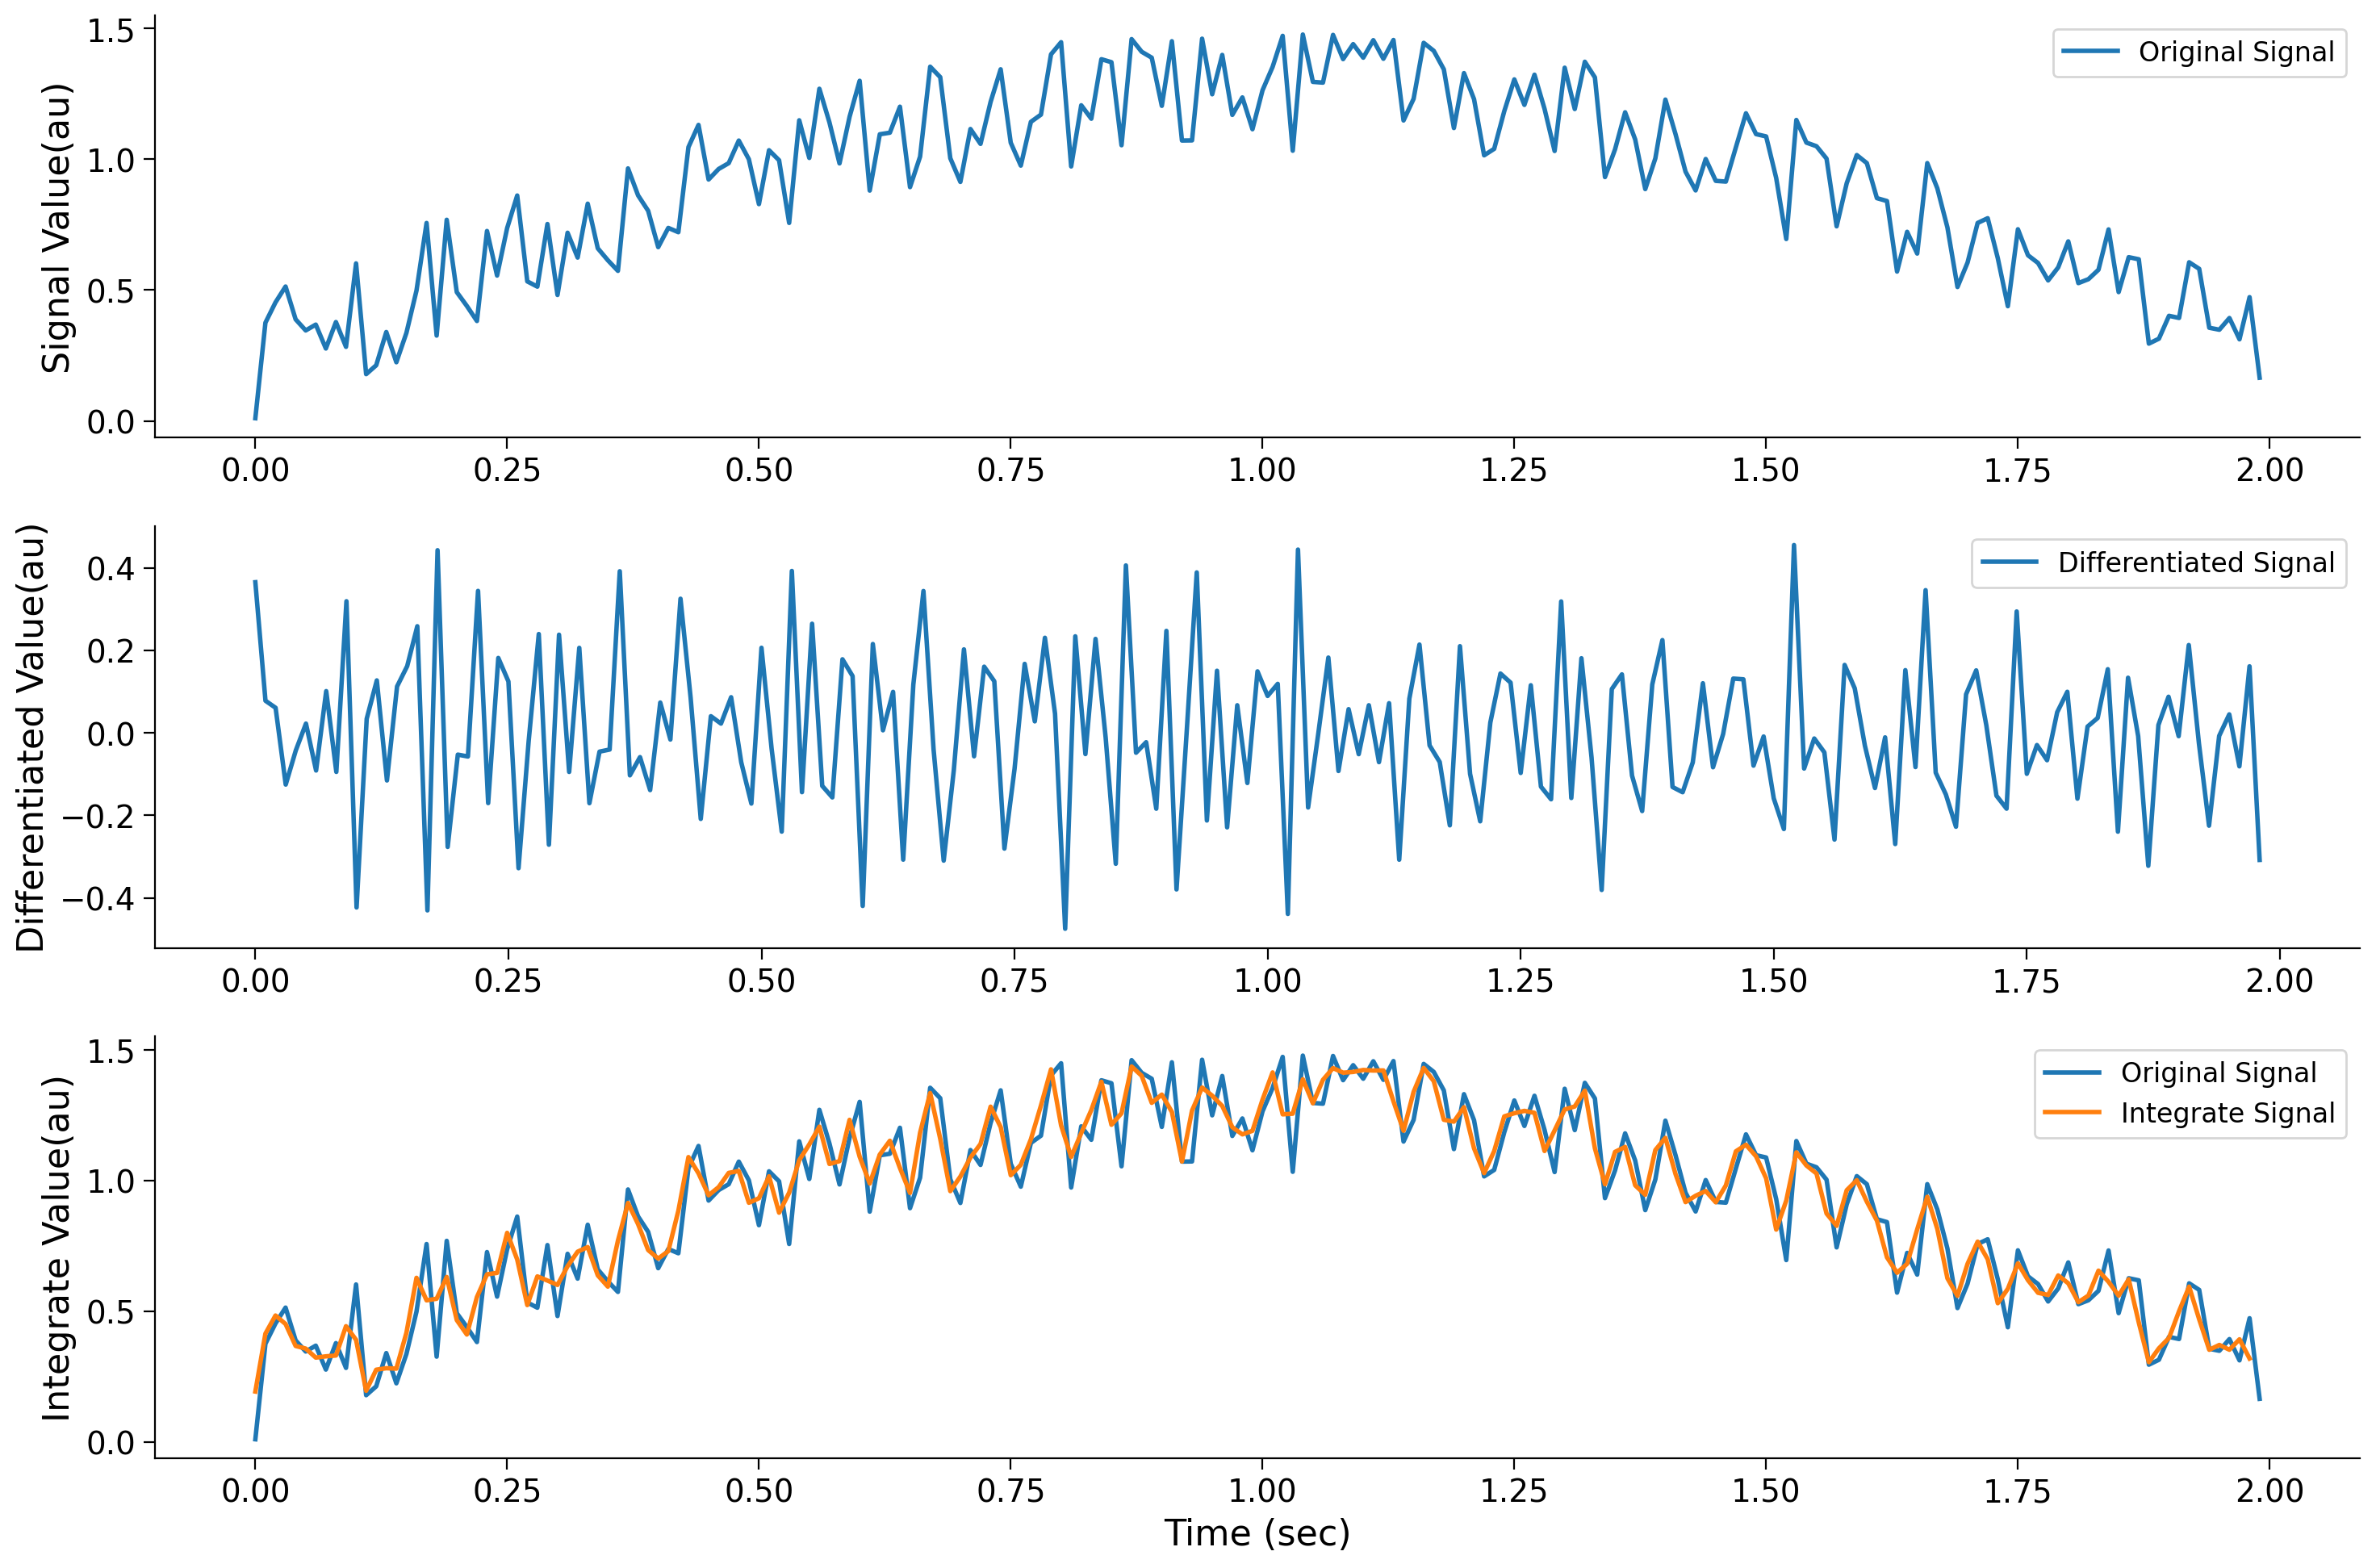 Signal Value(au)
1.5
1.0
0.5
0.0
Original Signal
0.00 0.25 0.50 0.75 1.00 1.25 1.50 1.75 2.00
Differentiated Value(au)
0.4
0.2
0.0
−0.2
−0.4
Differentiated Signal
0.00 0.25 0.50 0.75 1.00 1.25 1.50 1.75 2.00
Integrate Value(au)
1.5
1.0
0.5
0.0
Original Signal
Integrate Signal
0.00 0.25 0.50 0.75 1.00 1.25 1.50 1.75 2.00
Time (sec)